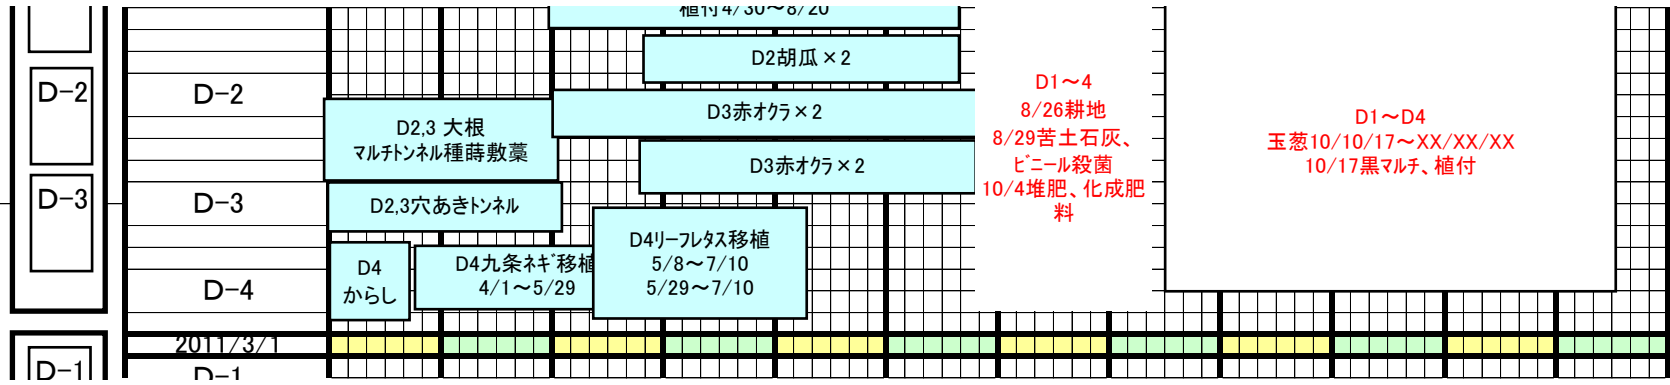 植付4/30～8/20
D2胡瓜×2
D-2
D-2
D3赤オクラ×2
D2,3 大根
マルチトンネル種蒔敷藁
D3赤オクラ×2
D1～4
8/26耕地
8/29苦土石灰、
ビニール殺菌
10/4堆肥、化成肥
料
D1～D4
玉葱10/10/17～XX/XX/XX
10/17黒マルチ、植付
D-3
D-3
D2,3穴あきトンネル
D-4
D4
からし
D4九条ネギ移植
4/1～5/29
D4リーフレタス移植
5/8～7/10
5/29～7/10
2011/3/1
D-1
D-1